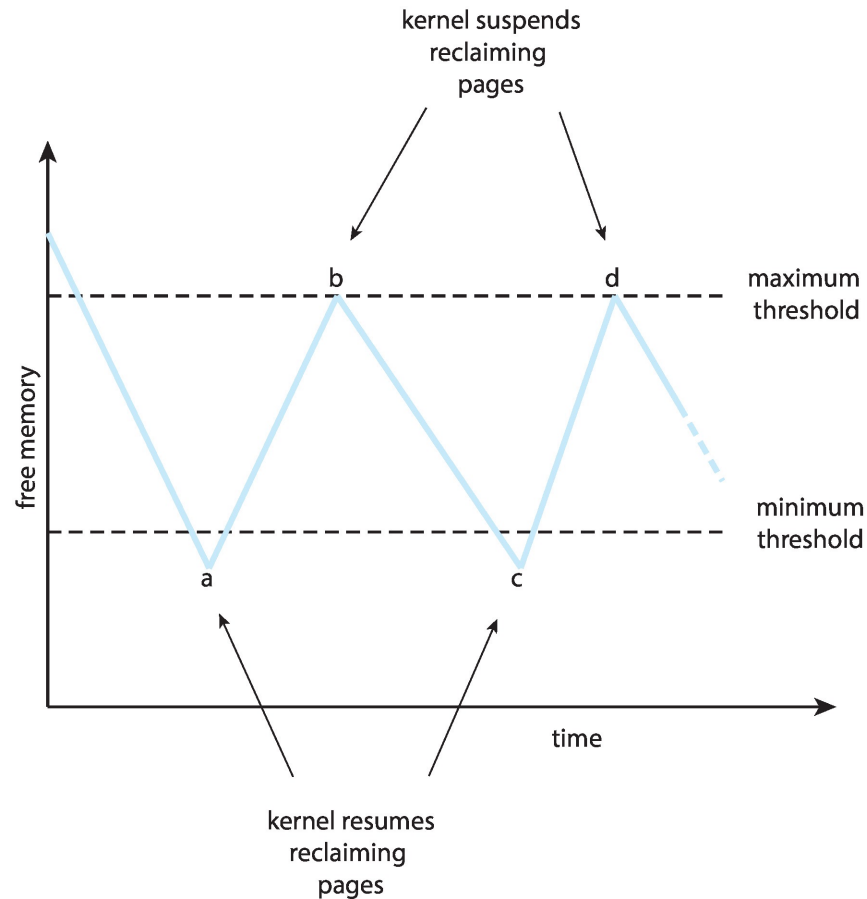 kernel suspends
reclaiming
pages
b
d
maximum
threshold
free memory
minimum
threshold
a
c
time
kernel resumes
reclaiming
pages